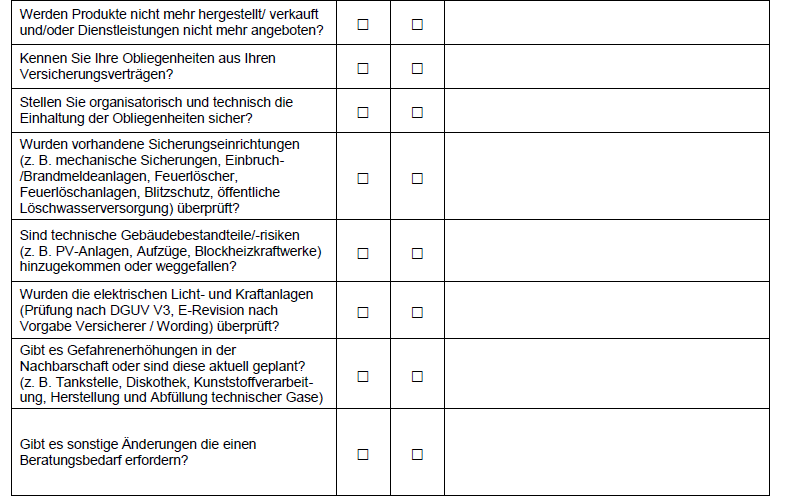 Werden Produkte nicht mehr hergestellt/ verkauft
und/oder Dienstleistungen nicht mehr angeboten?
☐ ☐
Kennen Sie Ihre Obliegenheiten aus Ihren
Versicherungsverträgen?
☐ ☐
Stellen Sie organisatorisch und technisch die
Einhaltung der Obliegenheiten sicher?
☐ ☐
Wurden vorhandene Sicherungseinrichtungen
(z. B. mechanische Sicherungen, Einbruch-
/Brandmeldeanlagen, Feuerlöscher,
Feuerlöschanlagen, Blitzschutz, öffentliche
Löschwasserversorgung) überprüft?
☐ ☐
Sind technische Gebäudebestandteile/-risiken
(z. B. PV-Anlagen, Aufzüge, Blockheizkraftwerke)
hinzugekommen oder weggefallen?
☐ ☐
Wurden die elektrischen Licht- und Kraftanlagen
(Prüfung nach DGUV V3, E-Revision nach
Vorgabe Versicherer / Wording) überprüft?
☐ ☐
Gibt es Gefahrenerhöhungen in der
Nachbarschaft oder sind diese aktuell geplant?
(z. B. Tankstelle, Diskothek, Kunststoffverarbeit-
ung, Herstellung und Abfüllung technischer Gase)
☐ ☐
Gibt es sonstige Änderungen die einen
Beratungsbedarf erfordern?
☐ ☐